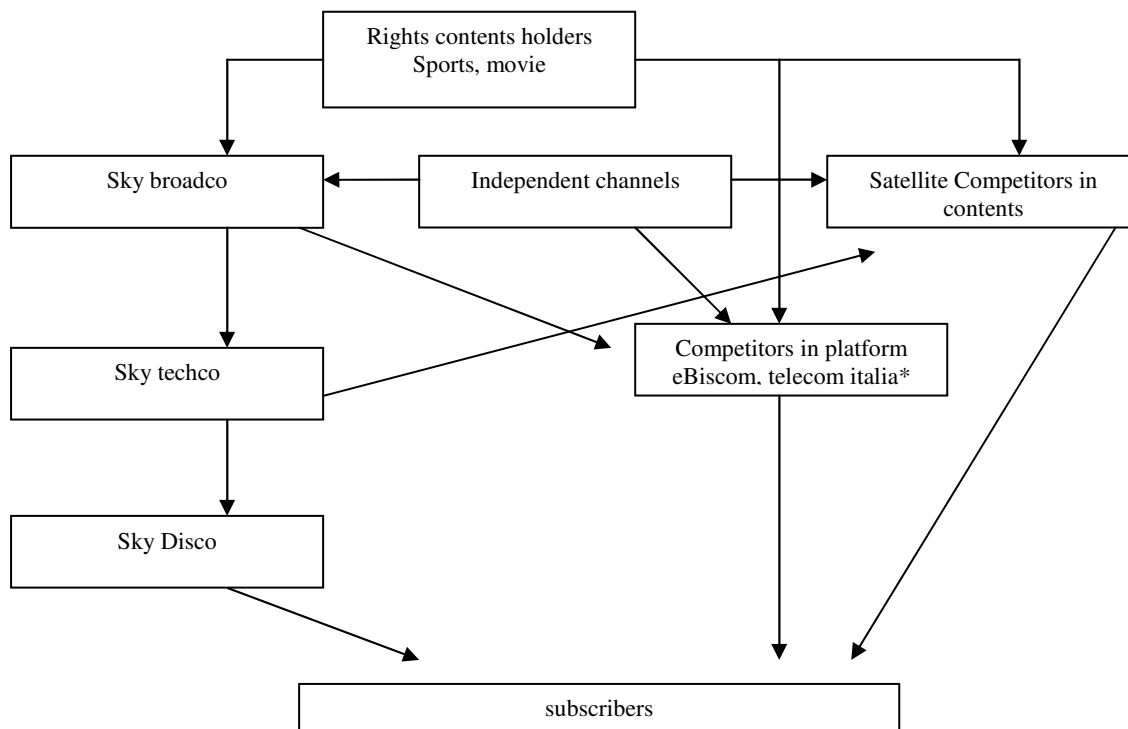 Rights contents holders
Sports, movie
Sky broadco
Independent channels
Satellite Competitors in
contents
Sky techco
Competitors in platform
eBiscom, telecom italia*
Sky Disco
subscribers